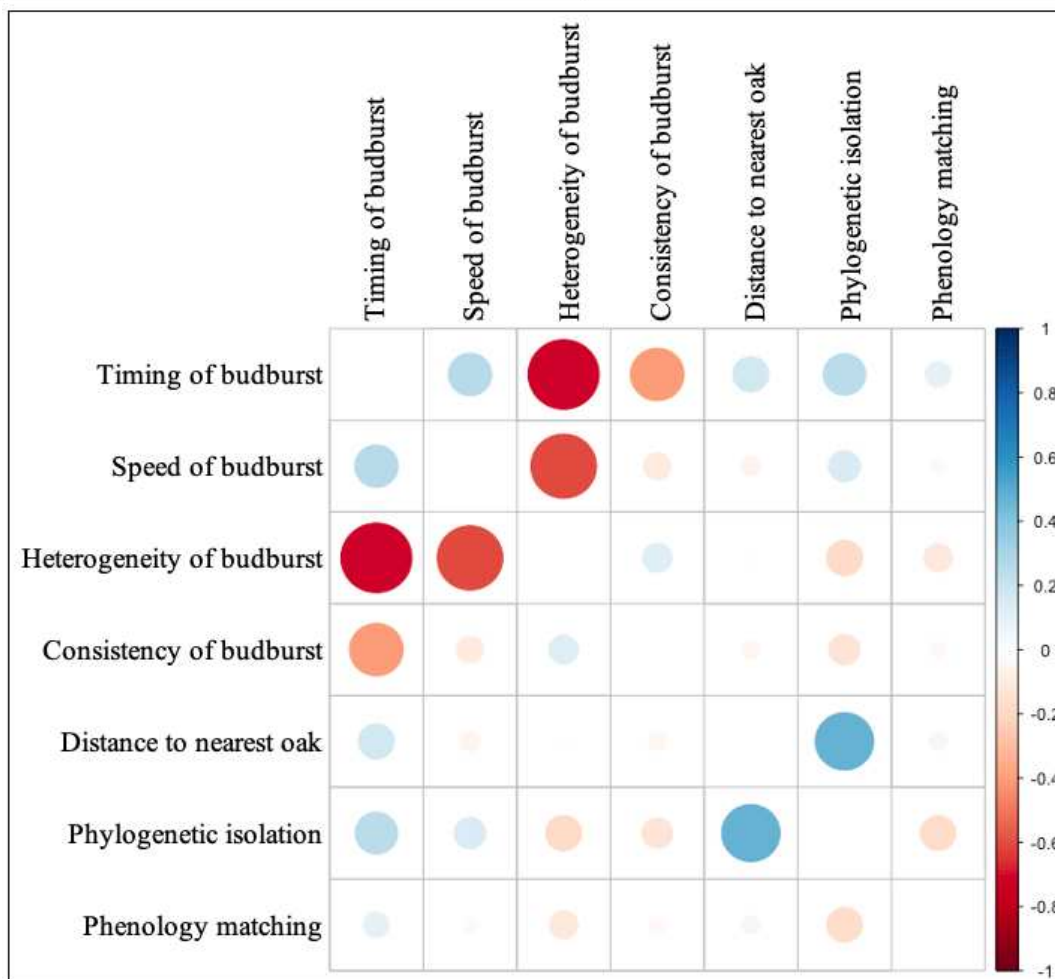 Timing of budburst
Speed of budburst
Heterogeneity of budburst
Consistency of budburst
Distance to nearest oak
Phylogenetic isolation
Phenology matching
Timing of budburst
Speed of budburst
Heterogeneity of budburst
Consistency of budburst
Distance to nearest oak
Phylogenetic isolation
Phenology matching
1
0.8
0.6
0.4
0.2
0
-0.2
-0.4
-0.6
-0.8
-1